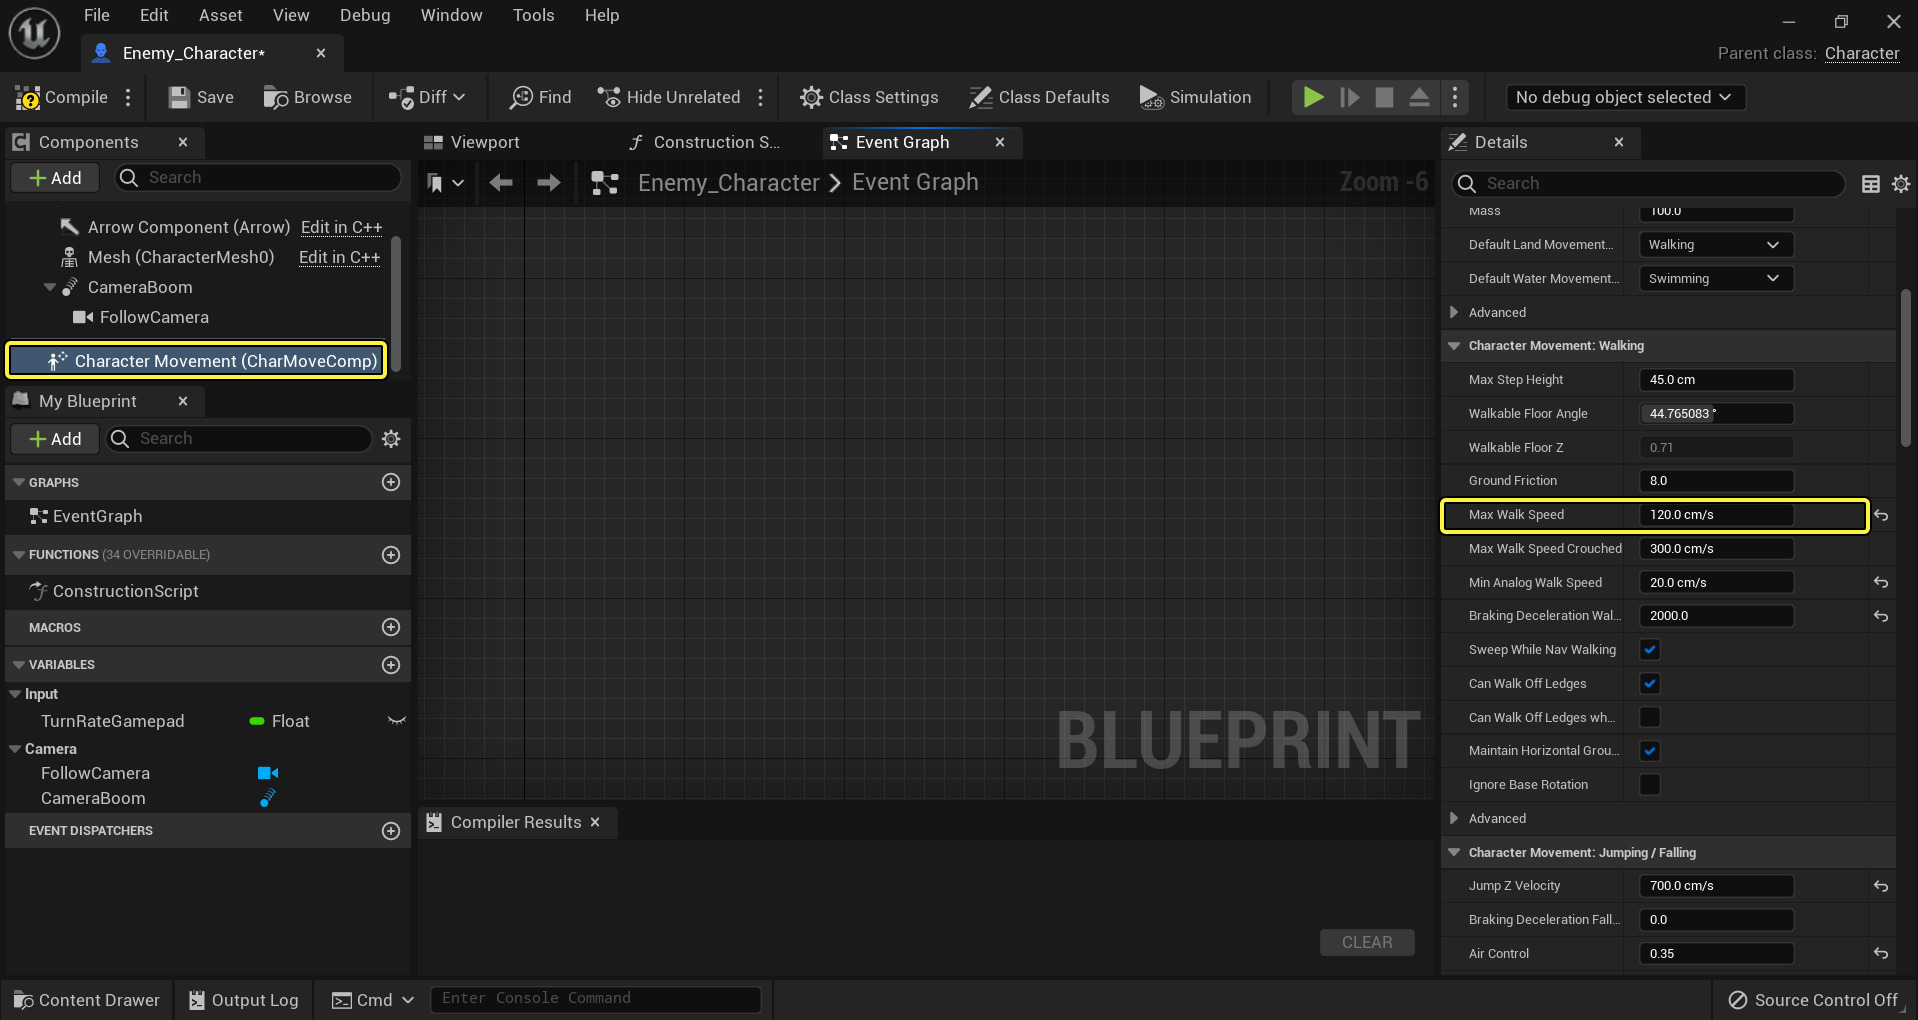 File Edit Asset View Debug Window Tools Help
Enemy_Character*
Parent class: Character
Compile Save Browse Diff Find Hide Unrelated Class Settings Class Defaults Simulation No debug object selected
Components
Add Search
Arrow Component (Arrow) Edit in C++
Mesh (CharacterMesh0) Edit in C++
CameraBoom
FollowCamera
Character Movement (CharMoveComp)
My Blueprint
Add Search
GRAPHS
EventGraph
FUNCTIONS (34 OVERRIDABLE)
ConstructionScript
MACROS
VARIABLES
Input
TurnRateGamepad Float
Camera
FollowCamera
CameraBoom
EVENT DISPATCHERS
Viewport Construction S... Event Graph
Enemy_Character > Event Graph Zoom -6
BLUEPRINT
Compiler Results
CLEAR
Details
Search
Mass 100.0
Default Land Movement... Walking
Default Water Movement... Swimming
Advanced
Character Movement: Walking
Max Step Height 45.0 cm
Walkable Floor Angle 44.765083 °
Walkable Floor Z 0.71
Ground Friction 8.0
Max Walk Speed 120.0 cm/s
Max Walk Speed Crouched 300.0 cm/s
Min Analog Walk Speed 20.0 cm/s
Braking Deceleration Wal... 2000.0
Sweep While Nav Walking
Can Walk Off Ledges
Can Walk Off Ledges wh...
Maintain Horizontal Grou...
Ignore Base Rotation
Advanced
Character Movement: Jumping / Falling
Jump Z Velocity 700.0 cm/s
Braking Deceleration Fall... 0.0
Air Control 0.35
Content Drawer Output Log Cmd Enter Console Command Source Control Off